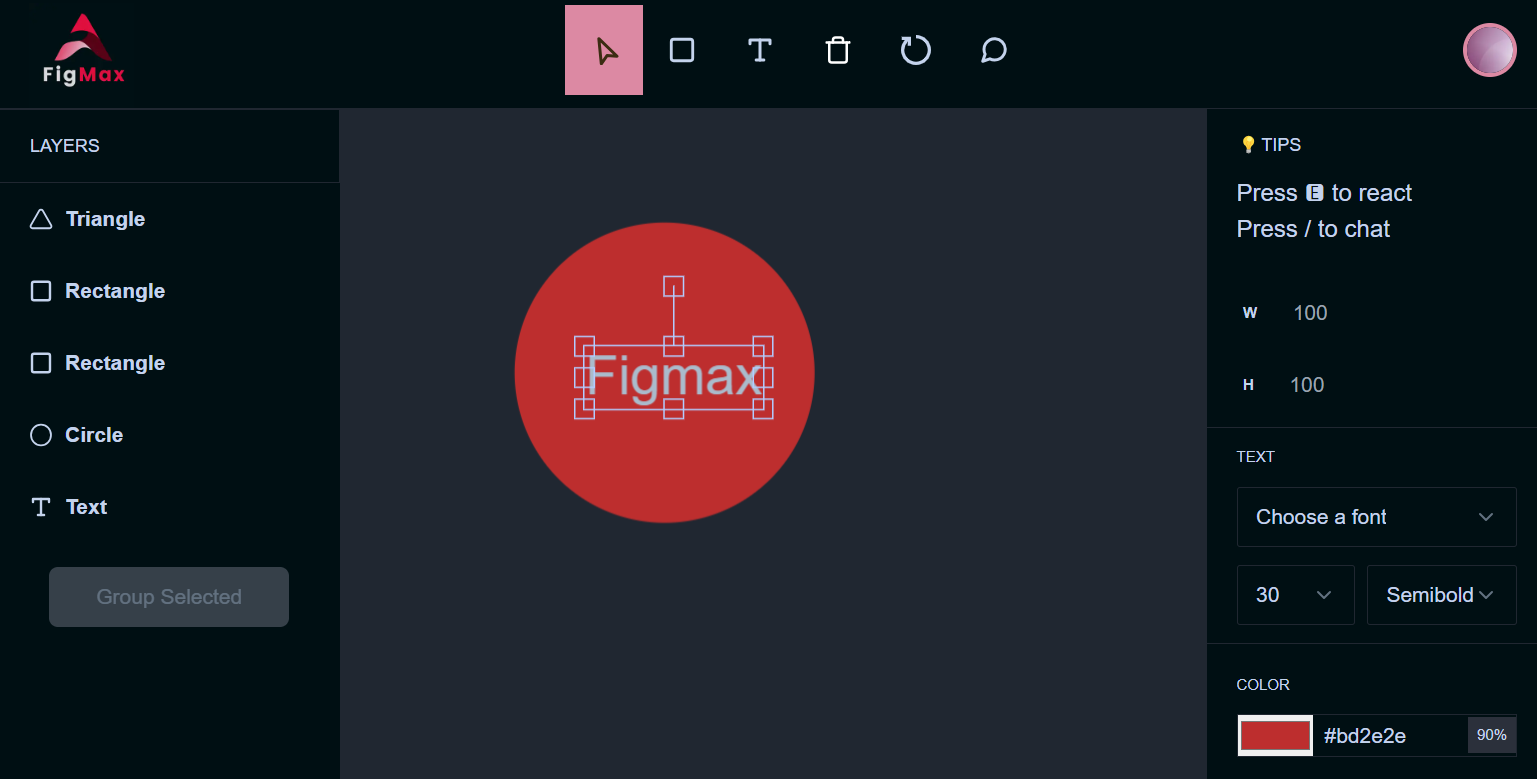 FigMax
LAYERS
Triangle
Rectangle
Rectangle
Circle
Text
Group Selected
Figmax
TIPS
Press E to react
Press / to chat
W 100
H 100
TEXT
Choose a font
30 Semibold
COLOR
#bd2e2e 90%